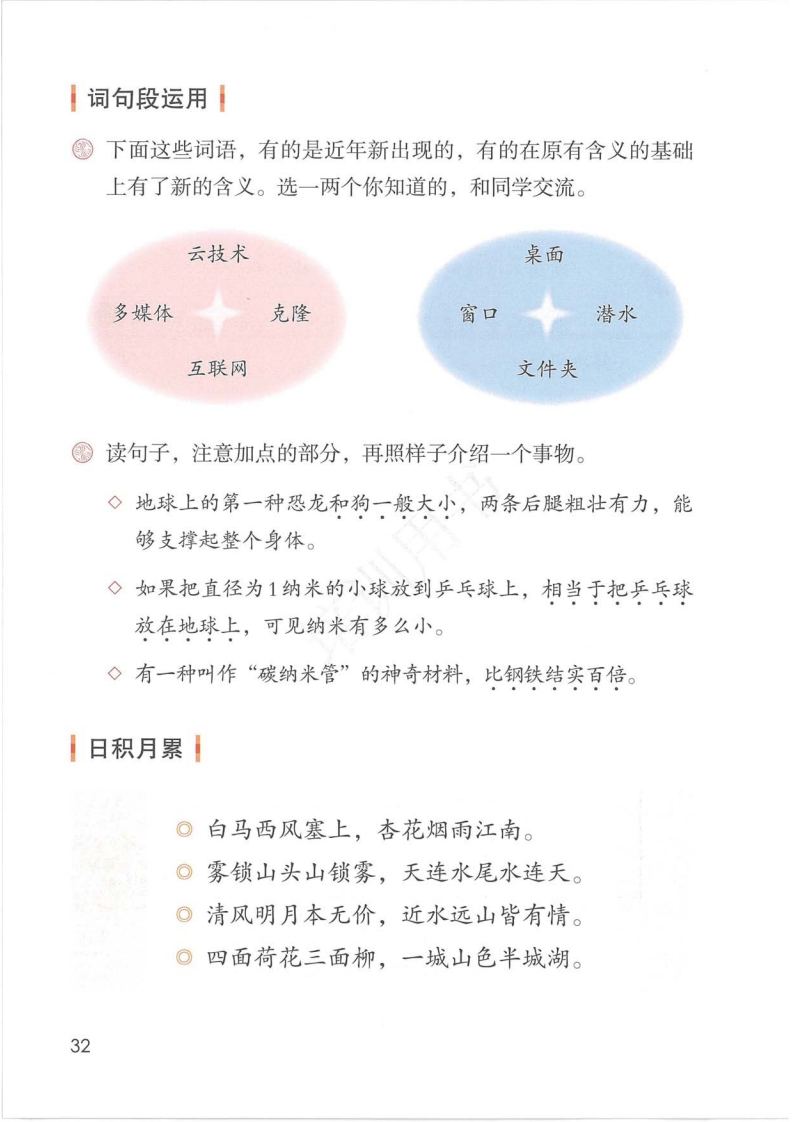 词句段运用
下面这些词语，有的是近年新出现的，有的在原有含义的基础
上有了新的含义。选一两个你知道的，和同学交流。
云技术
多媒体 克隆
互联网
桌面
窗口 潜水
文件夹
读句子，注意加点的部分，再照样子介绍一个事物。
◇ 地球上的第一种恐龙和狗一般大小，两条后腿粗壮有力，能
够支撑起整个身体。
◇ 如果把直径为1纳米的小球放到乒乓球上，相当于把乒乓球
放在地球上，可见纳米有多么小。
◇ 有一种叫作“碳纳米管”的神奇材料，比钢铁结实百倍。
日积月累
◎ 白马西风塞上，杏花烟雨江南。
◎ 雾锁山头山锁雾，天连水尾水连天。
◎ 清风明月本无价，近水远山皆有情。
◎ 四面荷花三面柳，一城山色半城湖。
32